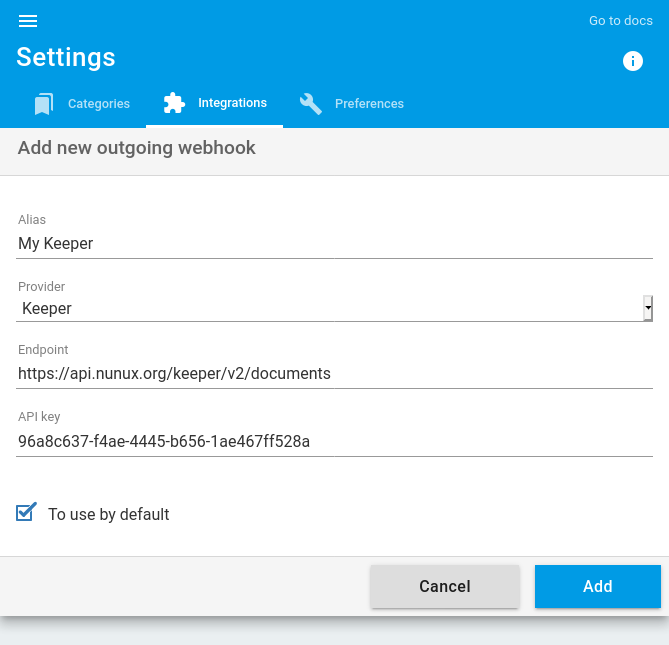 Go to docs
Settings
Categories Integrations Preferences
Add new outgoing webhook
Alias
My Keeper
Provider
Keeper
Endpoint
https://api.nunux.org/keeper/v2/documents
API key
96a8c637-f4ae-4445-b656-1ae467ff528a
To use by default
Cancel Add